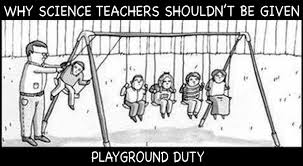 WHY SCIENCE TEACHERS SHOULDN'T BE GIVEN
PLAYGROUND DUTY